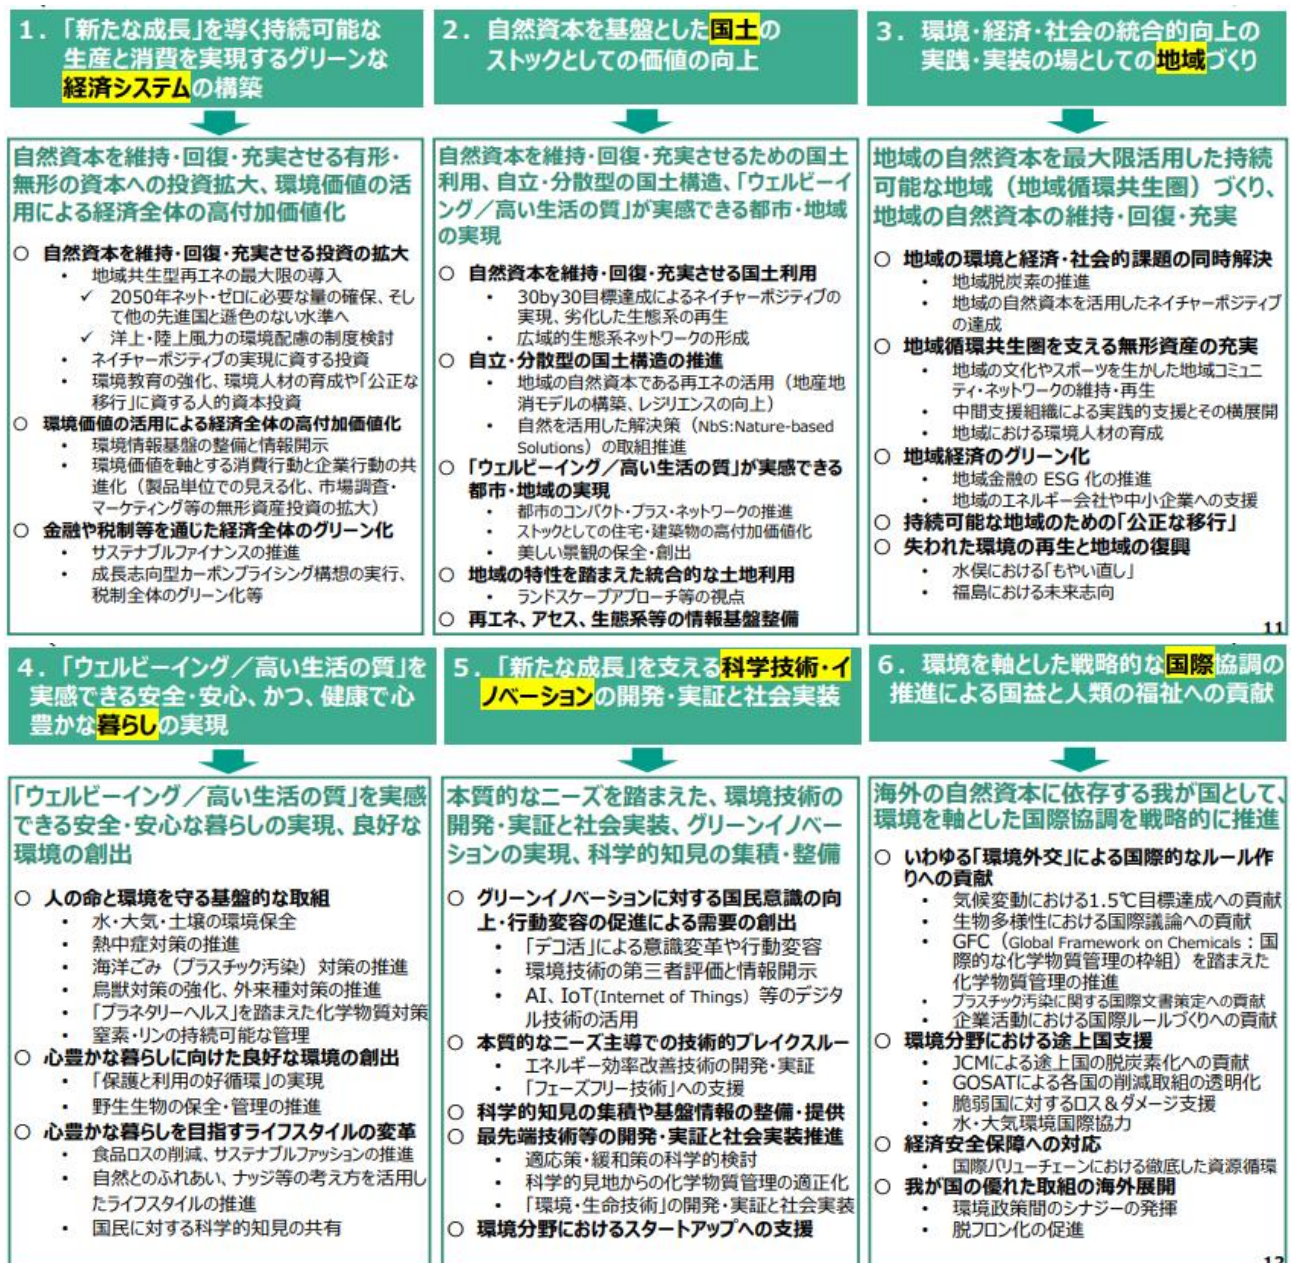 1．「新たな成長」を導く持続可能な
生産と消費を実現するグリーンな
経済システムの構築
自然資本を維持・回復・充実させる有形・
無形の資本への投資拡大、環境価値の活
用による経済全体の高付加価値化
○ 自然資本を維持・回復・充実させる投資の拡大
・ 地域共生型再エネの最大限の導入
✓ 2050年ネット・ゼロに必要な量の確保、そし
て他の先進国と遜色のない水準へ
✓ 洋上・陸上風力の環境配慮の制度検討
・ ネイチャーポジティブの実現に資する投資
・ 環境教育の強化、環境人材の育成や「公正な
移行」に資する人的資本投資
○ 環境価値の活用による経済全体の高付加価値化
・ 環境情報基盤の整備と情報開示
・ 環境価値を軸とする消費行動と企業行動の共
進化（製品単位での見える化、市場調査・
マーケティング等の無形資産投資の拡大）
○ 金融や税制等を通じた経済全体のグリーン化
・ サステナブルファイナンスの推進
・ 成長志向型カーボンプライシング構想の実行、
税制全体のグリーン化等
2．自然資本を基盤とした国土の
ストックとしての価値の向上
自然資本を維持・回復・充実させるための国土
利用、自立・分散型の国土構造、「ウェルビーイ
ング／高い生活の質」が実感できる都市・地域
の実現
○ 自然資本を維持・回復・充実させる国土利用
・ 30by30目標達成によるネイチャーポジティブの
実現、劣化した生態系の再生
・ 広域的生態系ネットワークの形成
○ 自立・分散型の国土構造の推進
・ 地域の自然資本である再エネの活用（地産地
消モデルの構築、レジリエンスの向上）
・ 自然を活用した解決策（NbS:Nature-based
Solutions）の取組推進
○ 「ウェルビーイング／高い生活の質」が実感できる
都市・地域の実現
・ 都市のコンパクト・プラス・ネットワークの推進
・ ストックとしての住宅・建築物の高付加価値化
・ 美しい景観の保全・創出
○ 地域の特性を踏まえた統合的な土地利用
・ ランドスケープアプローチ等の視点
○ 再エネ、アセス、生態系等の情報基盤整備
3．環境・経済・社会の統合的向上の
実践・実装の場としての地域づくり
地域の自然資本を最大限活用した持続
可能な地域（地域循環共生圏）づくり、
地域の自然資本の維持・回復・充実
○ 地域の環境と経済・社会的課題の同時解決
・ 地域脱炭素の推進
・ 地域の自然資本を活用したネイチャーポジティブ
の達成
○ 地域循環共生圏を支える無形資産の充実
・ 地域の文化やスポーツを生かした地域コミュニ
ティ・ネットワークの維持・再生
・ 中間支援組織による実践的支援とその横展開
・ 地域における環境人材の育成
○ 地域経済のグリーン化
・ 地域金融の ESG 化の推進
・ 地域のエネルギー会社や中小企業への支援
○ 持続可能な地域のための「公正な移行」
○ 失われた環境の再生と地域の復興
・ 水俣における「もやい直し」
・ 福島における未来志向
11
4．「ウェルビーイング／高い生活の質」を
実感できる安全・安心、かつ、健康で心
豊かな暮らしの実現
「ウェルビーイング／高い生活の質」を実感
できる安全・安心な暮らしの実現、良好な
環境の創出
○ 人の命と環境を守る基盤的な取組
・ 水・大気・土壌の環境保全
・ 熱中症対策の推進
・ 海洋ごみ（プラスチック汚染）対策の推進
・ 鳥獣対策の強化、外来種対策の推進
・ 「プラネタリーヘルス」を踏まえた化学物質対策
・ 窒素・リンの持続可能な管理
○ 心豊かな暮らしに向けた良好な環境の創出
・ 「保護と利用の好循環」の実現
・ 野生生物の保全・管理の推進
○ 心豊かな暮らしを目指すライフスタイルの変革
・ 食品ロスの削減、サステナブルファッションの推進
・ 自然とのふれあい、ナッジ等の考え方を活用し
たライフスタイルの推進
・ 国民に対する科学的知見の共有
5．「新たな成長」を支える科学技術・イ
ノベーションの開発・実証と社会実装
本質的なニーズを踏まえた、環境技術の
開発・実証と社会実装、グリーンイノベー
ションの実現、科学的知見の集積・整備
○ グリーンイノベーションに対する国民意識の向
上・行動変容の促進による需要の創出
・ 「デコ活」による意識変革や行動変容
・ 環境技術の第三者評価と情報開示
・ AI、IoT(Internet of Things）等のデジタ
ル技術の活用
○ 本質的なニーズ主導での技術的ブレイクスルー
・ エネルギー効率改善技術の開発・実証
・ 「フェーズフリー技術」への支援
○ 科学的知見の集積や基盤情報の整備・提供
○ 最先端技術等の開発・実証と社会実装推進
・ 適応策・緩和策の科学的検討
・ 科学的見地からの化学物質管理の適正化
・ 「環境・生命技術」の開発・実証と社会実装
○ 環境分野におけるスタートアップへの支援
6．環境を軸とした戦略的な国際協調の
推進による国益と人類の福祉への貢献
海外の自然資本に依存する我が国として、
環境を軸とした国際協調を戦略的に推進
○ いわゆる「環境外交」による国際的なルール作
りへの貢献
・ 気候変動における1.5℃目標達成への貢献
・ 生物多様性における国際議論への貢献
・ GFC（Global Framework on Chemicals：国
際的な化学物質管理の枠組）を踏まえた
化学物質管理の推進
・ プラスチック汚染に関する国際文書策定への貢献
・ 企業活動における国際ルールづくりへの貢献
○ 環境分野における途上国支援
・ JCMによる途上国の脱炭素化への貢献
・ GOSATによる各国の削減取組の透明化
・ 脆弱国に対するロス＆ダメージ支援
・ 水・大気環境国際協力
○ 経済安全保障への対応
・ 国際バリューチェーンにおける徹底した資源循環
○ 我が国の優れた取組の海外展開
・ 環境政策間のシナジーの発揮
・ 脱フロン化の促進